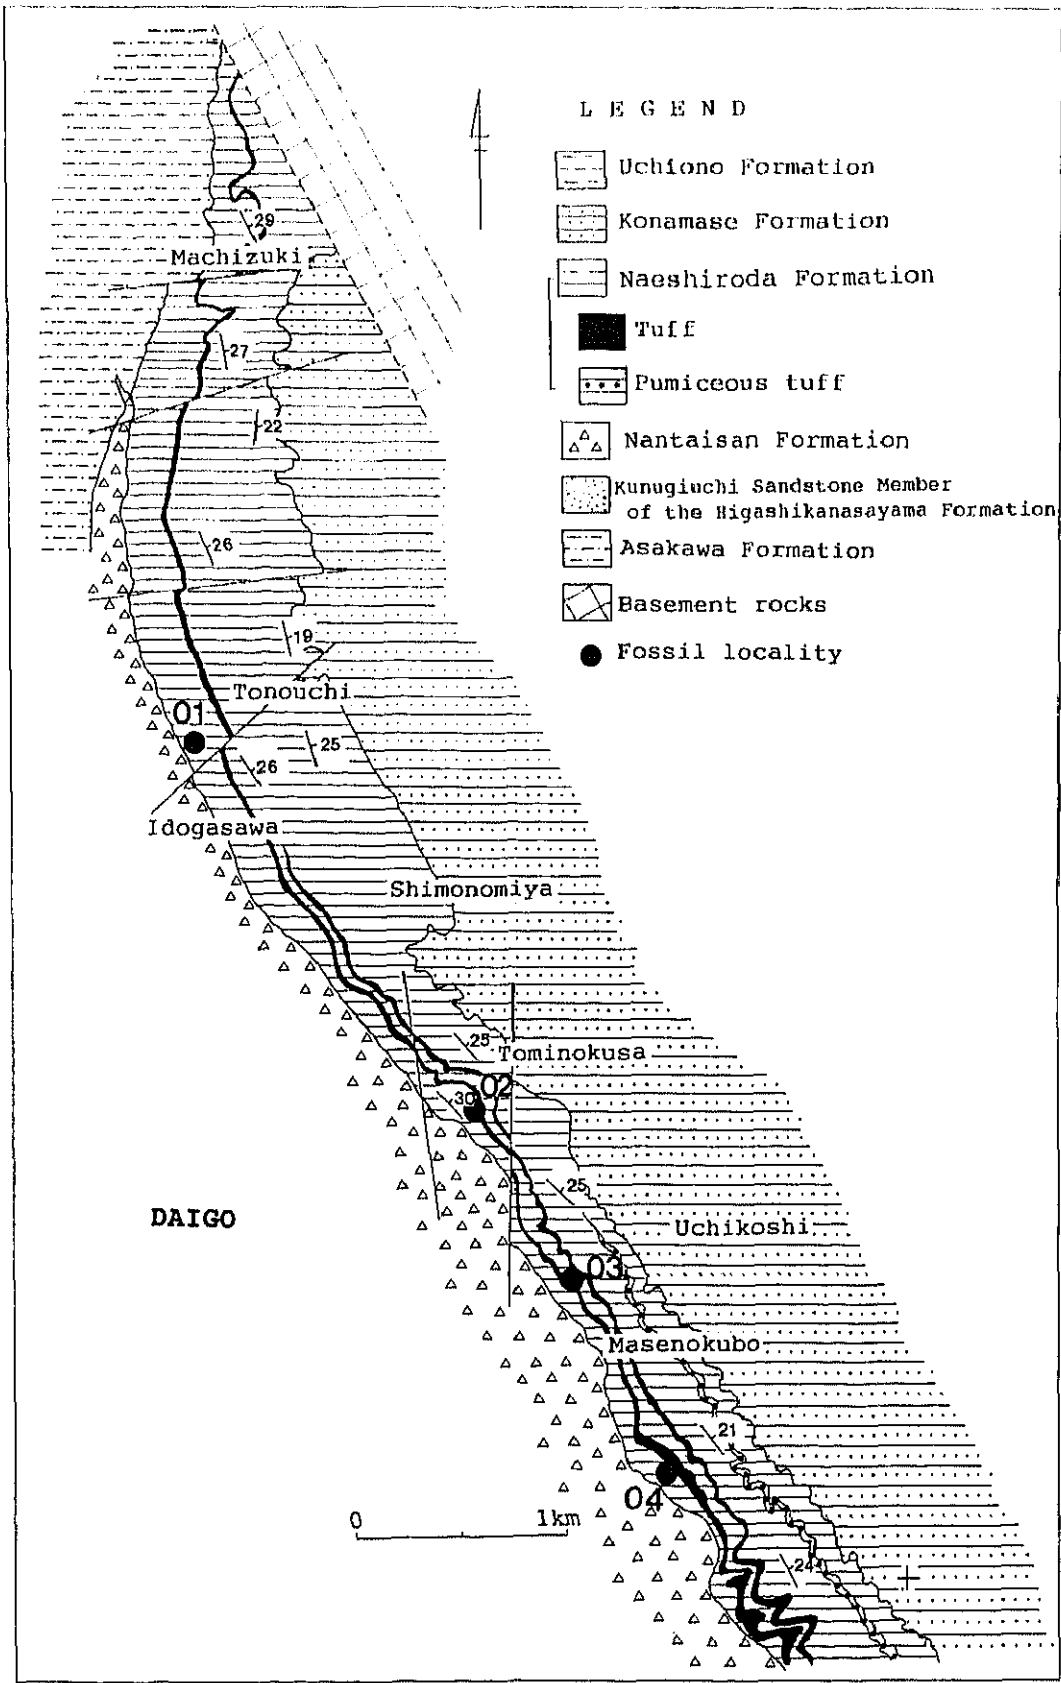 LEGEND
Uchiono Formation
Konamase Formation
Naeshiroda Formation
Tuff
Pumiceous tuff
Nantaisan Formation
Kunugiuchi Sandstone Member
of the Higashikanasayama Formation
Asakawa Formation
Basement rocks
Fossil locality
29
Machizuki
27
22
26
19
Tonouchi
01
25
26
Idogasawa
Shimonomiya
25
Tominokusa
02
30
25
DAIGO
Uchikoshi
03
Masenokubo
21
04
0 1km
24